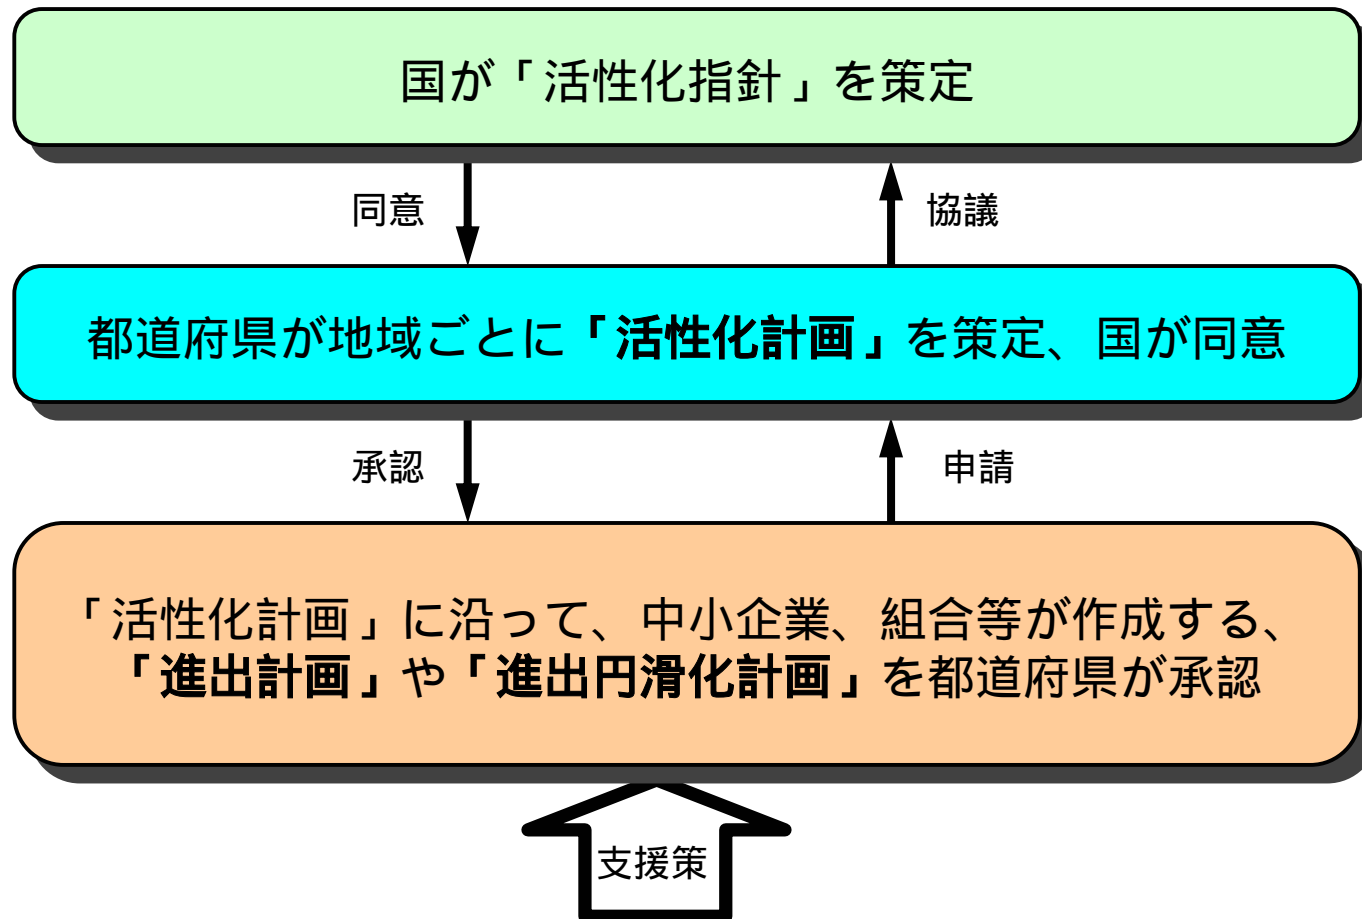 国が「活性化指針」を策定
同意
協議
都道府県が地域ごとに「活性化計画」を策定、国が同意
承認
申請
「活性化計画」に沿って、中小企業、組合等が作成する、
「進出計画」や「進出円滑化計画」を都道府県が承認
支援策